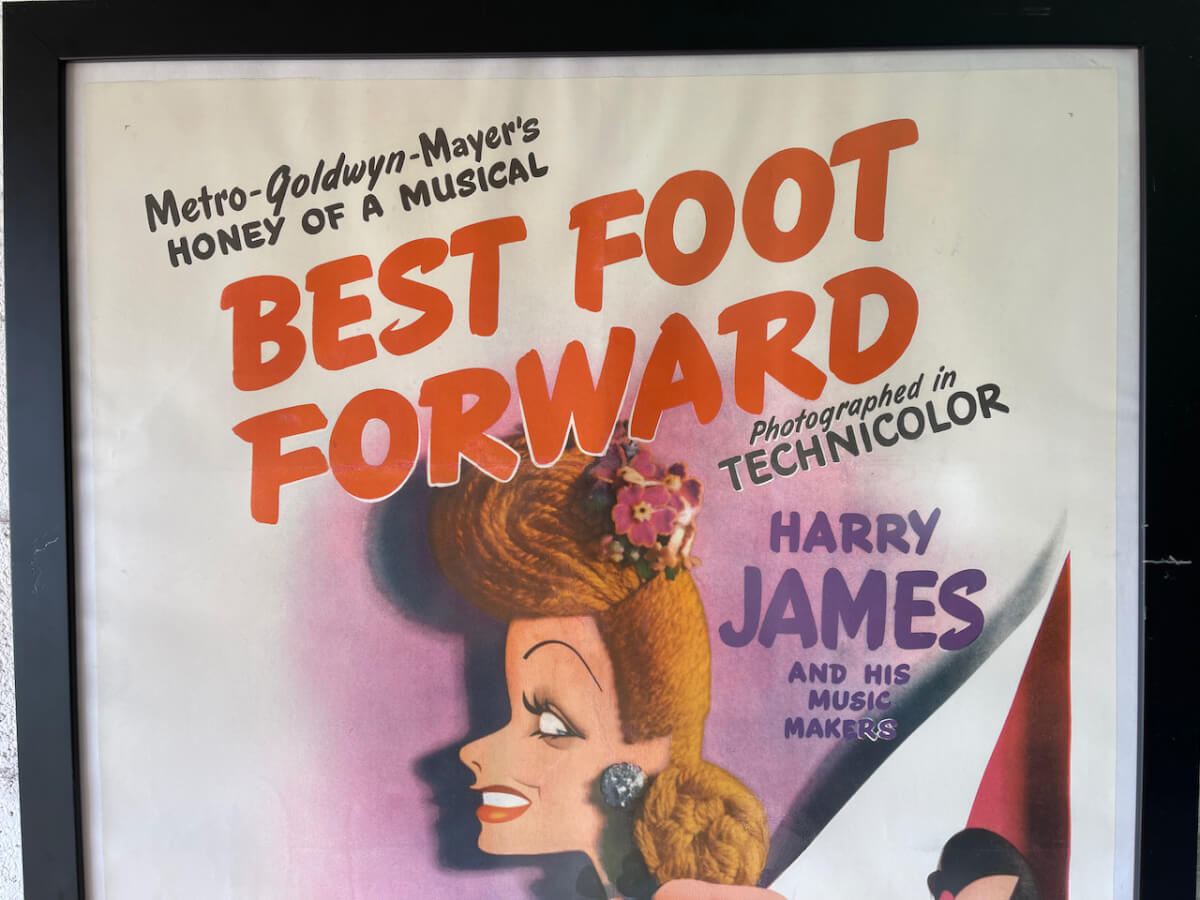 Metro-Goldwyn-Mayer's
HONEY OF A MUSICAL
BEST FOOT
FORWARD
Photographed in
TECHNICOLOR
HARRY
JAMES
AND HIS
MUSIC
MAKERS